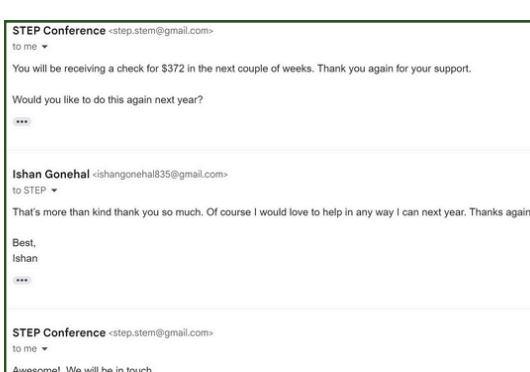 STEP Conference <step.stem@gmail.com>
to me
You will be receiving a check for $372 in the next couple of weeks. Thank you again for your support.
Would you like to do this again next year?
•••
Ishan Gonehal <ishangonehal835@gmail.com>
to STEP
That's more than kind thank you so much. Of course I would love to help in any way I can next year. Thanks again
Best,
Ishan
•••
STEP Conference <step.stem@gmail.com>
to me
Awesome! We will be in touch